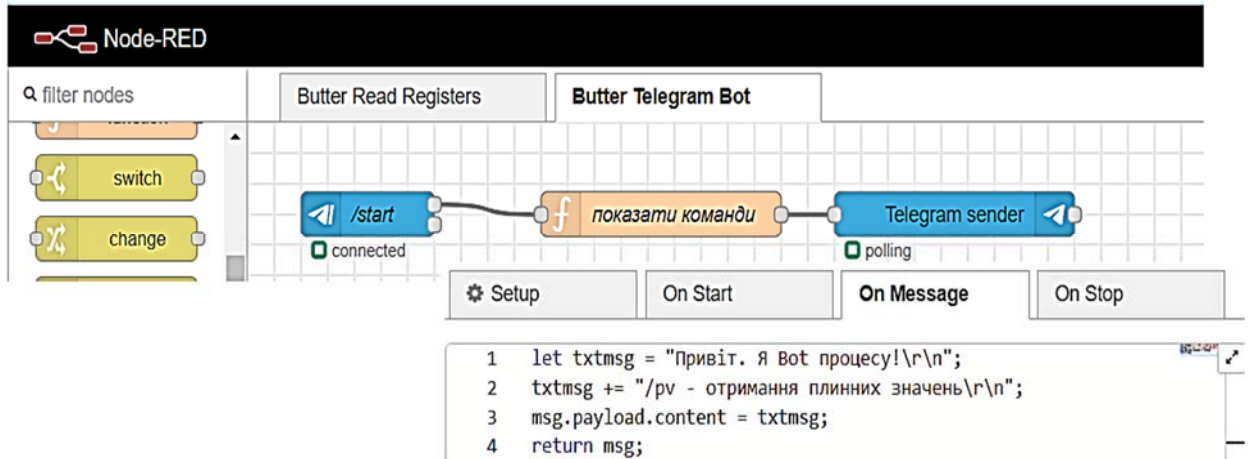 Node-RED
filter nodes
Butter Read Registers
Butter Telegram Bot
function
switch
change
/start
показати команди
Telegram sender
connected
polling
Setup
On Start
On Message
On Stop
1 let txtmsg = "Привіт. Я Bot процесу!\r\n";
2 txtmsg += "/pv - отримання плинних значень\r\n";
3 msg.payload.content = txtmsg;
4 return msg;